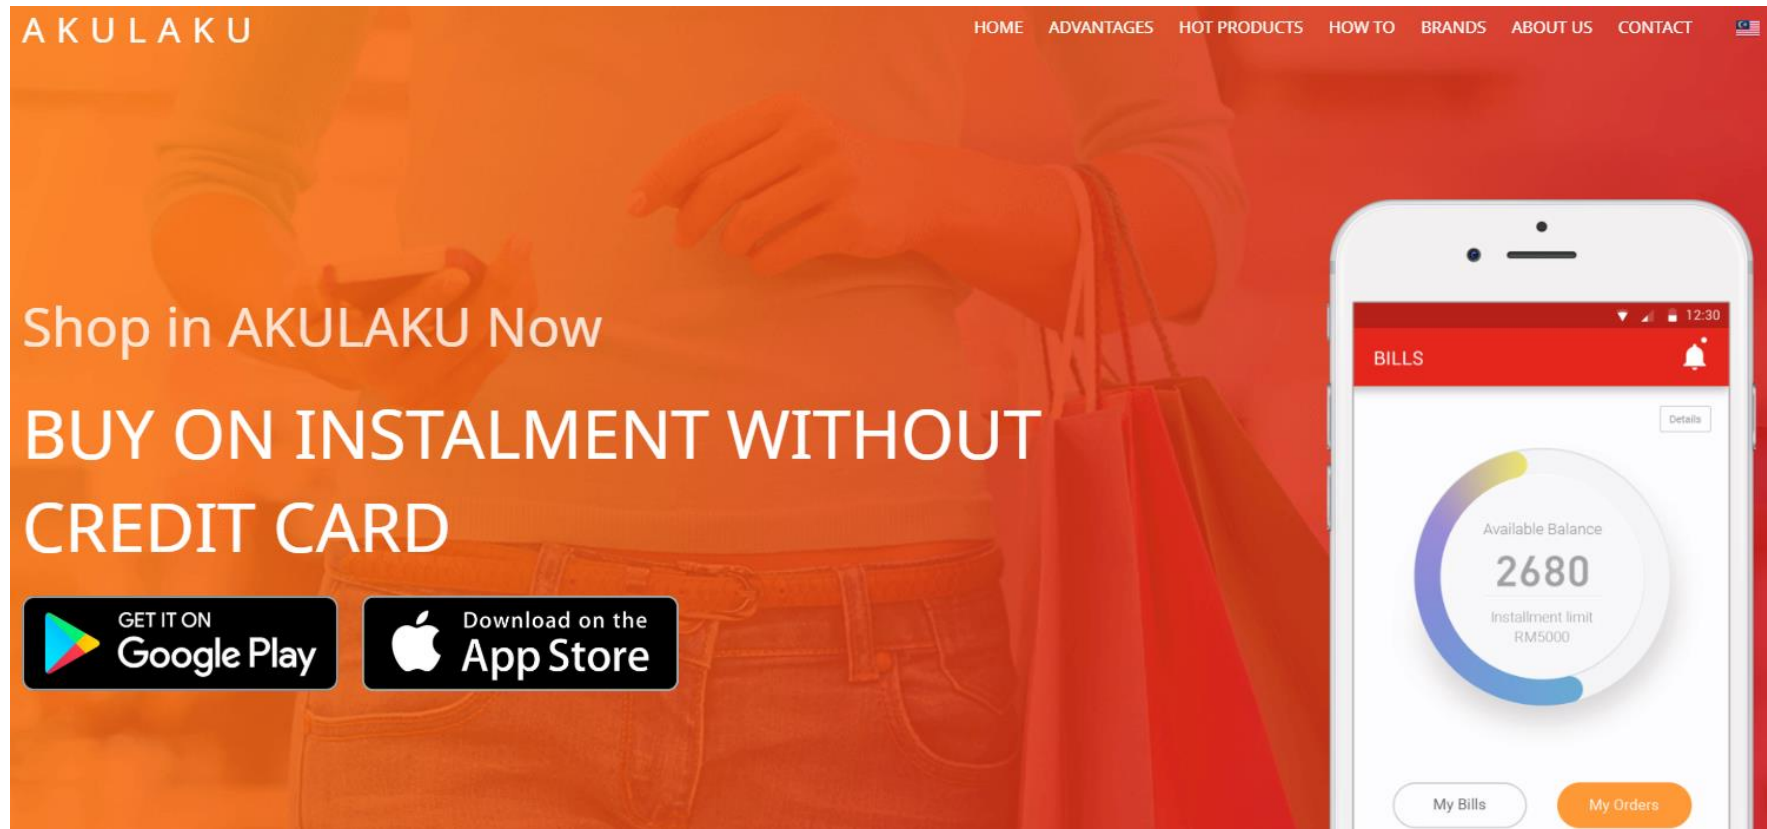 AKULAKU
HOME ADVANTAGES HOT PRODUCTS HOW TO BRANDS ABOUT US CONTACT
Shop in AKULAKU Now
BUY ON INSTALMENT WITHOUT
CREDIT CARD
GET IT ON
Google Play
Download on the
App Store
12:30
BILLS
Details
Available Balance
2680
Installment limit
RM5000
My Bills
My Orders